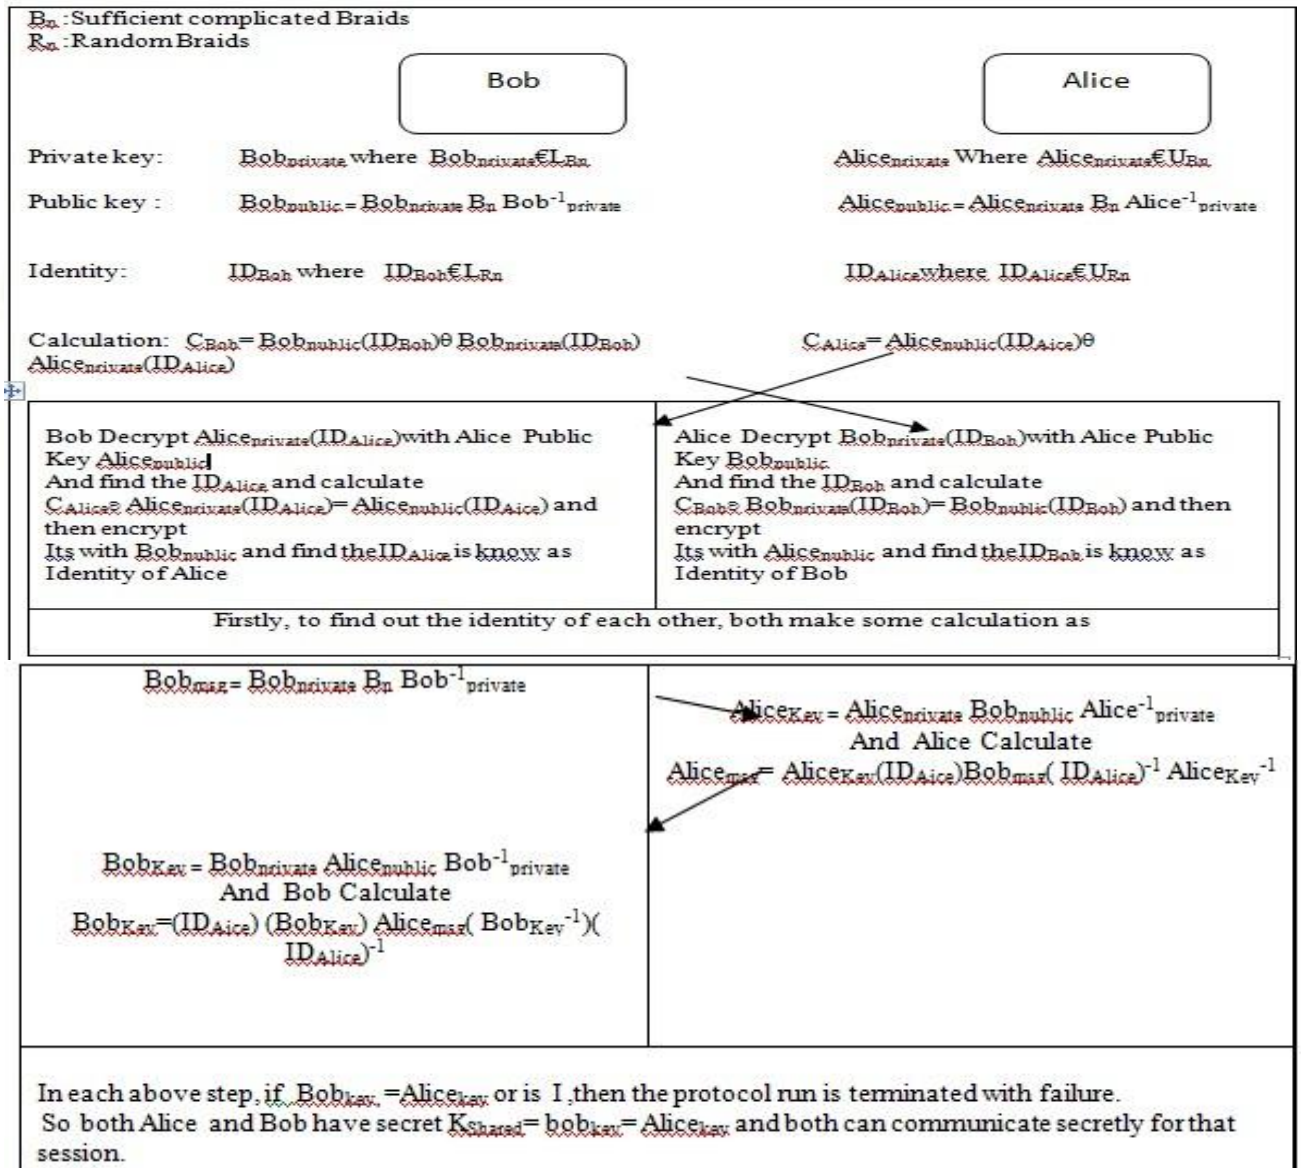 Bn :Sufficient complicated Braids
Rn :Random Braids
Bob
Alice
Private key: Bobprivate where Bobprivate€LBn Aliceprivate Where Aliceprivate€UBn
Public key : Bobpublic = Bobprivate Bn Bob-1private Alicepublic = Aliceprivate Bn Alice-1private
Identity: IDBob where IDBob€LRn IDAlicewhere IDAlice€URn
Calculation: CBob= Bobpublic(IDBob)θ Bobprivate(IDBob) CAlice= Alicepublic(IDAice)θ
Aliceprivate(IDAlice)
Bob Decrypt Aliceprivate(IDAlice)with Alice Public
Key Alicepublic
And find the IDAlice and calculate
CAlice= Aliceprivate(IDAlice)= Alicepublic(IDAice) and
then encrypt
Its with Bobpublic and find theIDAlice is know as
Identity of Alice
Alice Decrypt Bobprivate(IDBob)with Alice Public
Key Bobpublic
And find the IDBob and calculate
CBob= Bobprivate(IDBob)= Bobpublic(IDBob) and then
encrypt
Its with Alicepublic and find theIDBob is know as
Identity of Bob
Firstly, to find out the identity of each other, both make some calculation as
Bobmsg = Bobprivate Bn Bob-1private
AliceKey = Aliceprivate Bobpublic Alice-1private
And Alice Calculate
Alicemsg= AliceKey(IDAice)Bobmsg( IDAlice)-1 AliceKey-1
BobKey = Bobprivate Alicepublic Bob-1private
And Bob Calculate
BobKey=(IDAice) (BobKey) Alicemsg( BobKey-1)(
IDAlice)-1
In each above step, if Bobkey =Alicekey or is I ,then the protocol run is terminated with failure.
So both Alice and Bob have secret KShared= bobkey= Alicekey and both can communicate secretly for that
session.